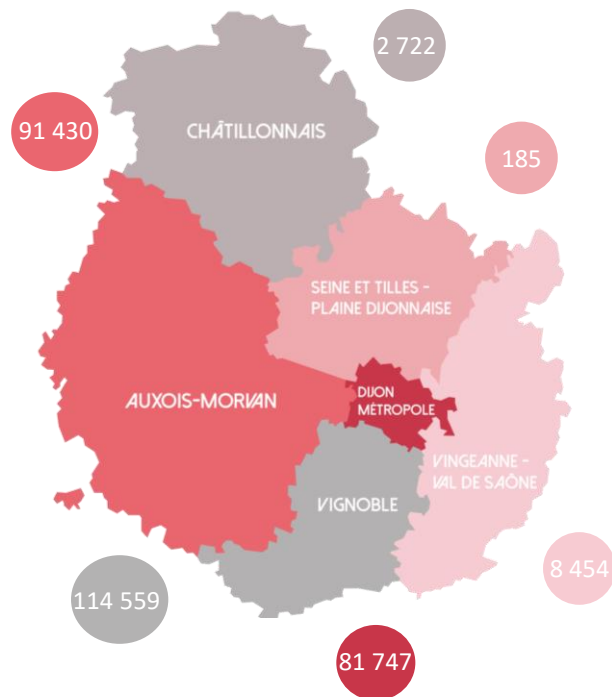 2 722
91 430
CHÂTILLONNAIS
185
SEINE ET TILLES -
PLAINE DIJONNAISE
AUXOIS-MORVAN
DIJON
MÉTROPOLE
VINGEANNE -
VAL DE SAÔNE
VIGNOBLE
8 454
114 559
81 747